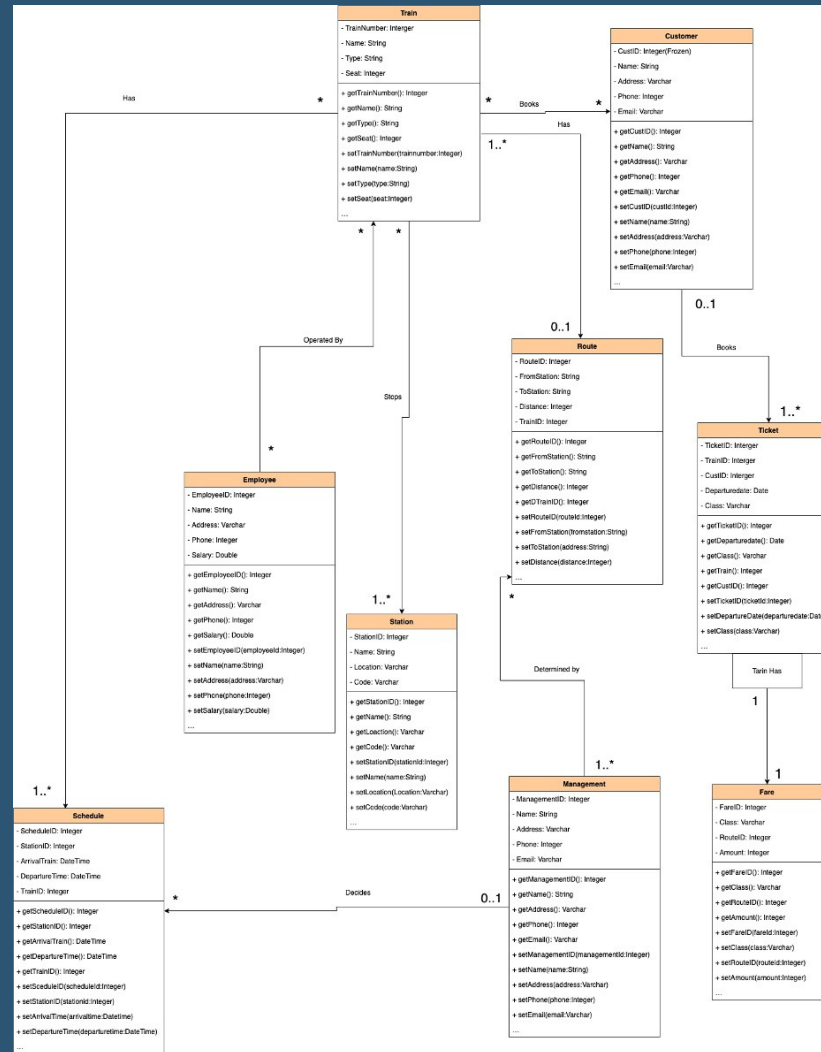 Train
- TrainNumber: Interger
- Name: String
- Type: String
- Seat: Integer
+ getTrainNumber(): Integer
+ getName(): String
+ getType(): String
+ getSeat(): Integer
+ setTrainNumber(trainnumber:Integer)
+ setName(name:String)
+ setType(type:String)
+ setSeat(seat:Integer)
...
Customer
- CustID: Integer(Frozen)
- Name: String
- Address: Varchar
- Phone: Integer
- Email: Varchar
+ getCustID(): Integer
+ getName(): String
+ getAddress(): Varchar
+ getPhone(): Integer
+ getEmail(): Varchar
+ setCustID(custId:Integer)
+ setName(name:String)
+ setAddress(address:Varchar)
+ setPhone(phone:Integer)
+ setEmail(email:Varchar)
...
Has
*
*
Books
*
Has
1..*
*
*
0..1
0..1
Operated By
Stops
Books
*
1..*
1..*
Route
- RouteID: Integer
- FromStation: String
- ToStation: String
- Distance: Integer
- TrainID: Integer
+ getRouteID(): Integer
+ getFromStation(): String
+ getToStation(): String
+ getDistance(): Integer
+ getDTrainID(): Integer
+ setRouteID(routeId:Integer)
+ setFromStation(fromstation:String)
+ setToStation(address:String)
+ setDistance(distance:Integer)
...
Ticket
- TicketID: Interger
- TrainID: Interger
- CustID: Interger
- Departuredate: Date
- Class: Varchar
+ getTicketID(): Integer
+ getDeparturedate(): Date
+ getClass(): Varchar
+ getTrain(): Integer
+ getCustID(): Integer
+ setTicketID(ticketId:Integer)
+ setDepartureDate(departuredate:Date
+ setClass(class:Varchar)
...
Employee
- EmployeeID: Integer
- Name: String
- Address: Varchar
- Phone: Integer
- Salary: Double
+ getEmployeeID(): Integer
+ getName(): String
+ getAddress(): Varchar
+ getPhone(): Integer
+ getSalary(): Double
+ setEmployeeID(employeeId:Integer)
+ setName(name:String)
+ setAddress(address:Varchar)
+ setPhone(phone:Integer)
+ setSalary(salary:Double)
...
Station
- StationID: Integer
- Name: String
- Location: Varchar
- Code: Varchar
+ getStationID(): Integer
+ getName(): String
+ getLoaction(): Varchar
+ getCode(): Varchar
+ setStationID(stationId:Integer)
+ setName(name:String)
+ setLocation(Location:Varchar)
+ setCode(code:Varchar)
...
*
Determined by
1..*
Tarin Has
1
1
1..*
Schedule
- ScheduleID: Integer
- StationID: Integer
- ArrivalTrain: DateTime
- DepartureTime: DateTime
- TrainID: Integer
+ getScheduleID(): Integer
+ getStationID(): Integer
+ getArrivalTrain(): DateTime
+ getDepartureTime(): DateTime
+ getTrainID(): Integer
+ setSceduleID(scheduleId:Integer)
+ setStationID(stationid:Integer)
+ setArrivalTime(arrivaltime:Datetime)
+ setDepartureTime(departuretime:DateTime)
...
*
Decides
0..1
Management
- ManagementID: Integer
- Name: String
- Address: Varchar
- Phone: Integer
- Email: Varchar
+ getManagementID(): Integer
+ getName(): String
+ getAddress(): Varchar
+ getPhone(): Integer
+ getEmail(): Varchar
+ setManagementID(managementId:Integer)
+ setName(name:String)
+ setAddress(address:Varchar)
+ setPhone(phone:Integer)
+ setEmail(email:Varchar)
...
Fare
- FareID: Integer
- Class: Varchar
- RouteID: Integer
- Amount: Integer
+ getFareID(): Integer
+ getClass(): Varchar
+ getRouteID(): Integer
+ getAmount(): Integer
+ setFareID(fareId:Integer)
+ setClass(class:Varchar)
+ setRouteID(routeId:Integer)
+ setAmount(amount:Integer)
...